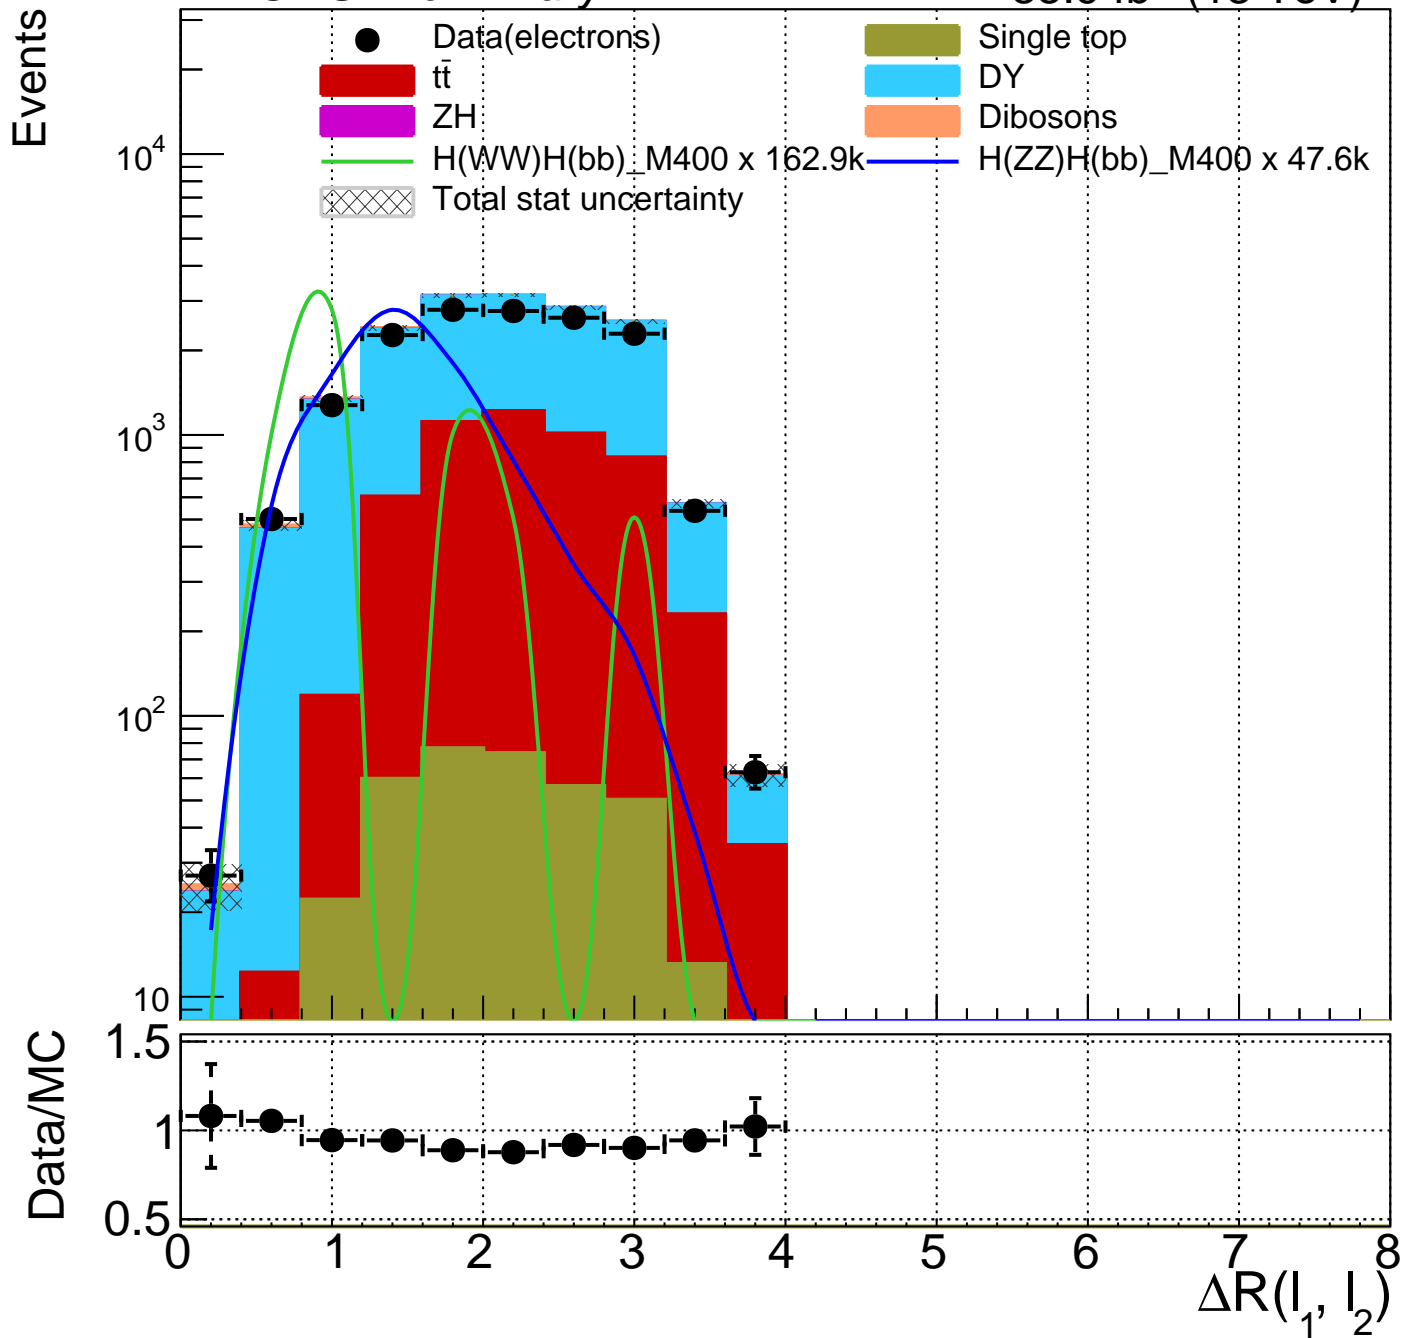 Events
Data(electrons)
Single top
tt̄
DY
ZH
Dibosons
H(WW)H(bb)_M400 x 162.9k
H(ZZ)H(bb)_M400 x 47.6k
Total stat uncertainty
10⁴
10³
10²
10
Data/MC
1.5
1
0.5
0 1 2 3 4 5 6 7 8
ΔR(l₁, l₂)